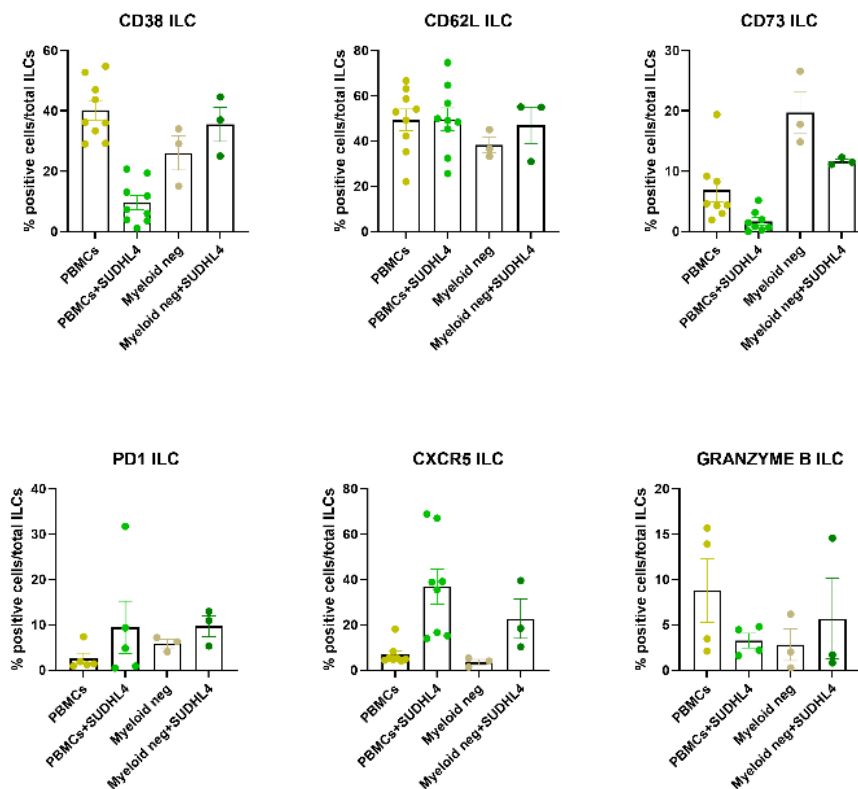 CD38 ILC
% positive cells/total ILCs
60
40
20
0
PBMCs
PBMCs+SUDHL4
Myeloid neg
Myeloid neg+SUDHL4
CD62L ILC
% positive cells/total ILCs
80
60
40
20
0
PBMCs
PBMCs+SUDHL4
Myeloid neg
Myeloid neg+SUDHL4
CD73 ILC
% positive cells/total ILCs
30
20
10
0
PBMCs
PBMCs+SUDHL4
Myeloid neg
Myeloid neg+SUDHL4
PD1 ILC
% positive cells/total ILCs
40
30
20
10
0
PBMCs
PBMCs+SUDHL4
Myeloid neg
Myeloid neg+SUDHL4
CXCR5 ILC
% positive cells/total ILCs
80
60
40
20
0
PBMCs
PBMCs+SUDHL4
Myeloid neg
Myeloid neg+SUDHL4
GRANZYME B ILC
% positive cells/total ILCs
20
15
10
5
0
PBMCs
PBMCs+SUDHL4
Myeloid neg
Myeloid neg+SUDHL4